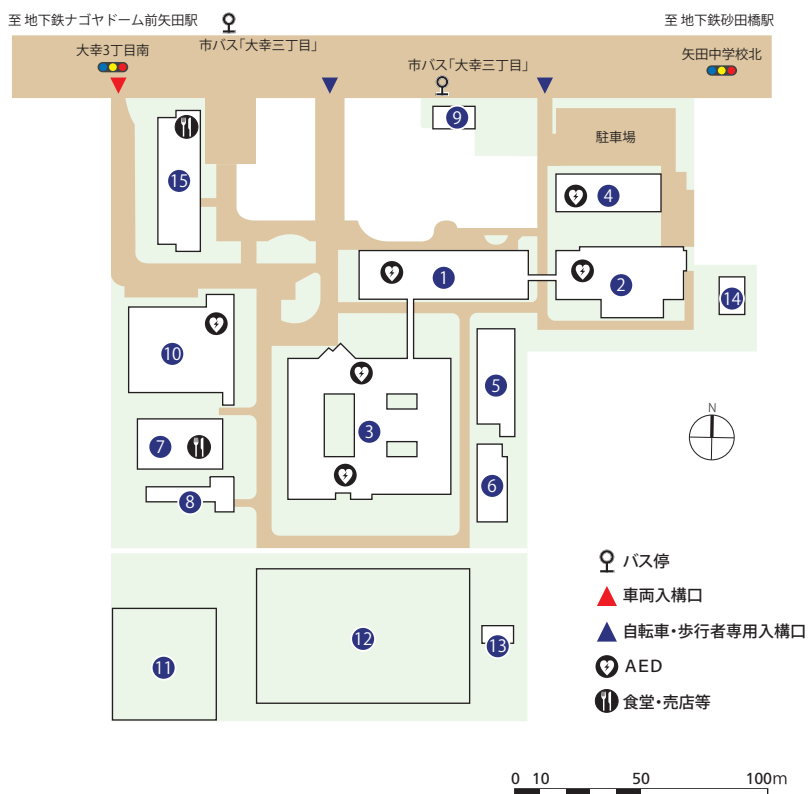 至 地下鉄ナゴヤドーム前矢田駅
至 地下鉄砂田橋駅
大幸3丁目南
市バス「大幸三丁目」
市バス「大幸三丁目」
矢田中学校北
9
駐車場
15
4
1
2
14
10
5
3
7
6
8
N
バス停
車両入構口
自転車・歩行者専用入構口
AED
食堂・売店等
12
13
11
0 10 50 100m